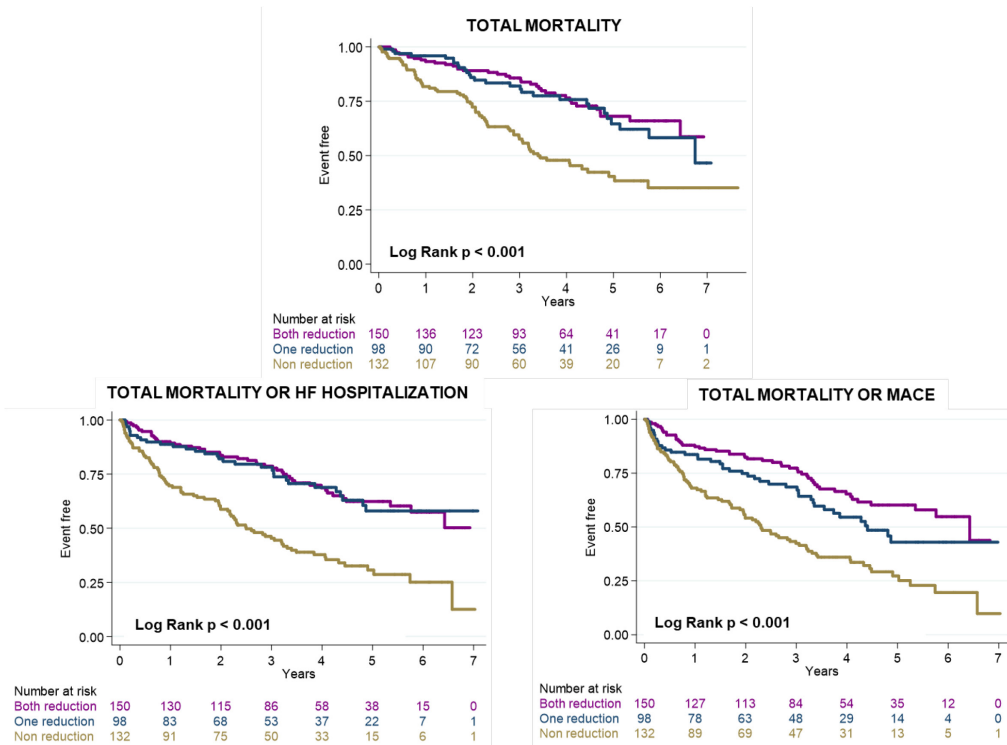 TOTAL MORTALITY
1.00
0.75
0.50
0.25
0.00
Event free
Log Rank p < 0.001
0 1 2 3 4 5 6 7
Years
Number at risk
Both reduction 150 136 123 93 64 41 17 0
One reduction 98 90 72 56 41 26 9 1
Non reduction 132 107 90 60 39 20 7 2
TOTAL MORTALITY OR HF HOSPITALIZATION
1.00
0.75
0.50
0.25
0.00
Event free
Log Rank p < 0.001
0 1 2 3 4 5 6 7
Years
Number at risk
Both reduction 150 130 115 86 58 38 15 0
One reduction 98 83 68 53 37 22 7 1
Non reduction 132 91 75 50 33 15 6 1
TOTAL MORTALITY OR MACE
1.00
0.75
0.50
0.25
0.00
Event free
Log Rank p < 0.001
0 1 2 3 4 5 6 7
Years
Number at risk
Both reduction 150 127 113 84 54 35 12 0
One reduction 98 78 63 48 29 14 4 0
Non reduction 132 89 69 47 31 13 5 1